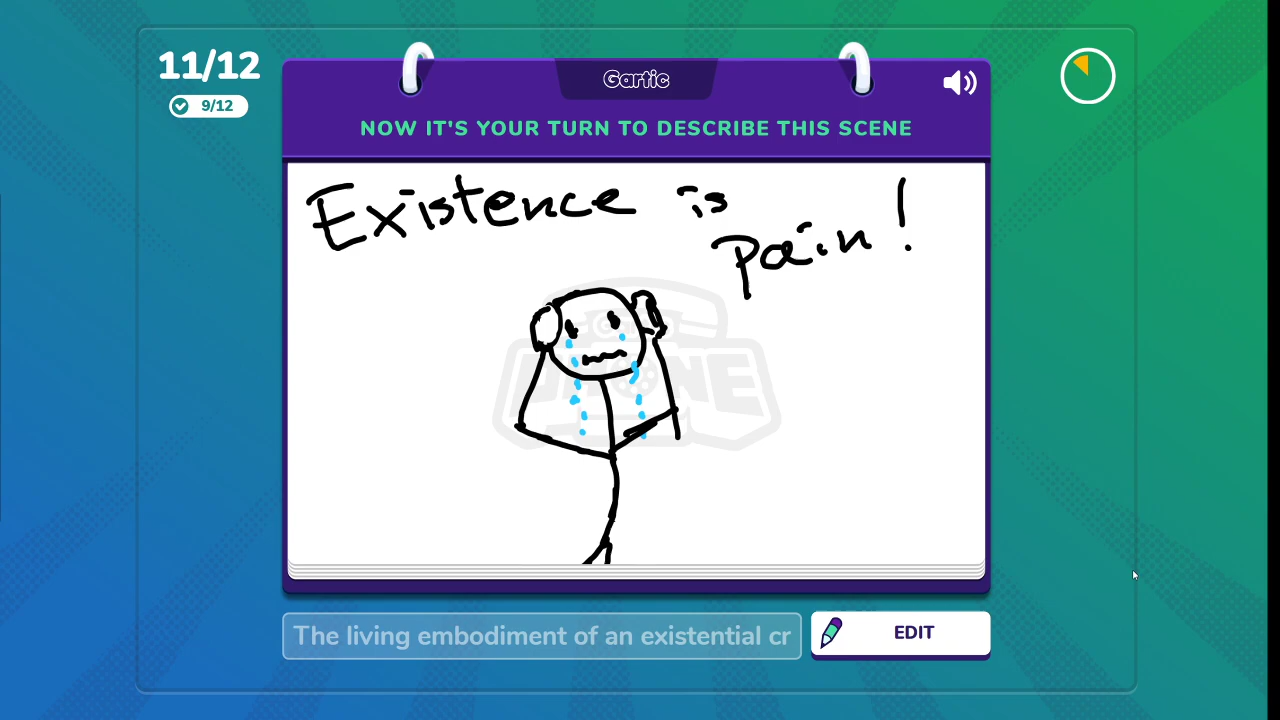 11/12
9/12
Gartic
NOW IT'S YOUR TURN TO DESCRIBE THIS SCENE
Existence is
pain!
PHONE
The living embodiment of an existential cr
EDIT